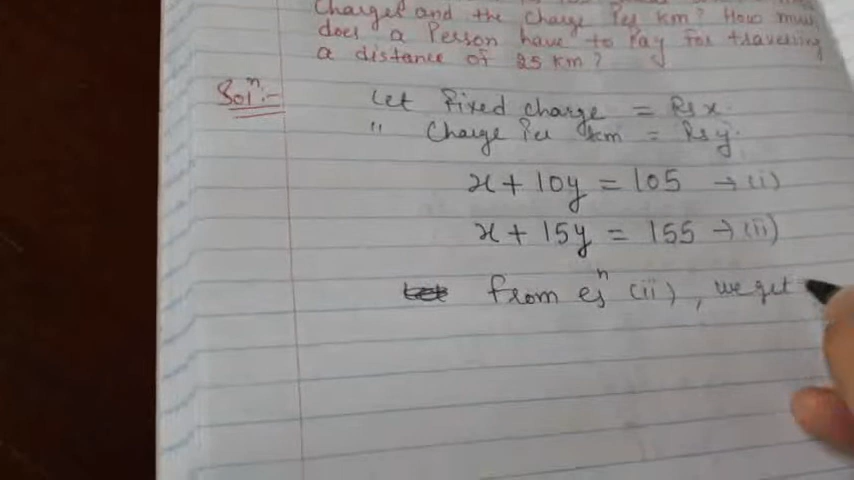 Charges and the charge Per km? How much
does a Person have to Pay for travelling
a distance of 25 km?
Solⁿ:- Let fixed charge = Rs x.
" Charge Per km = Rs y.
x + 10y = 105 → (i)
x + 15y = 155 → (ii)
from eqⁿ (ii), we get